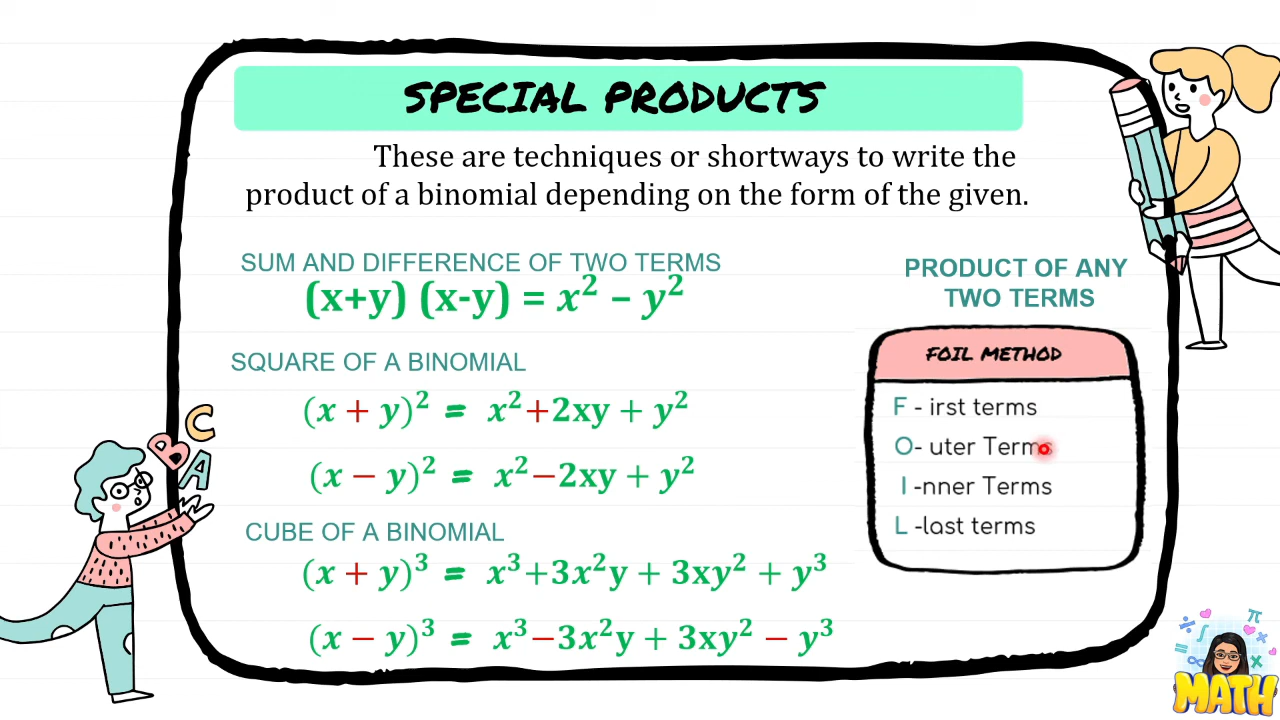 SPECIAL PRODUCTS
These are techniques or shortways to write the
product of a binomial depending on the form of the given.
SUM AND DIFFERENCE OF TWO TERMS
(x+y) (x-y) = x² – y²
SQUARE OF A BINOMIAL
(x + y)² = x²+2xy + y²
(x − y)² = x²−2xy + y²
CUBE OF A BINOMIAL
(x + y)³ = x³+3x²y + 3xy² + y³
(x − y)³ = x³−3x²y + 3xy² − y³
PRODUCT OF ANY
TWO TERMS
FOIL METHOD
F - irst terms
O- uter Terms
I -nner Terms
L -last terms
C
B
A
MATH